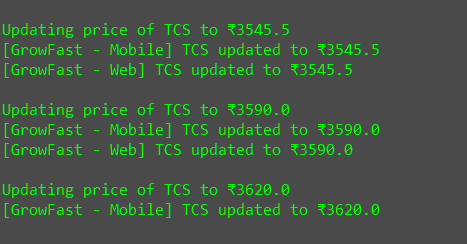 Updating price of TCS to ₹3545.5
[GrowFast - Mobile] TCS updated to ₹3545.5
[GrowFast - Web] TCS updated to ₹3545.5
Updating price of TCS to ₹3590.0
[GrowFast - Mobile] TCS updated to ₹3590.0
[GrowFast - Web] TCS updated to ₹3590.0
Updating price of TCS to ₹3620.0
[GrowFast - Mobile] TCS updated to ₹3620.0